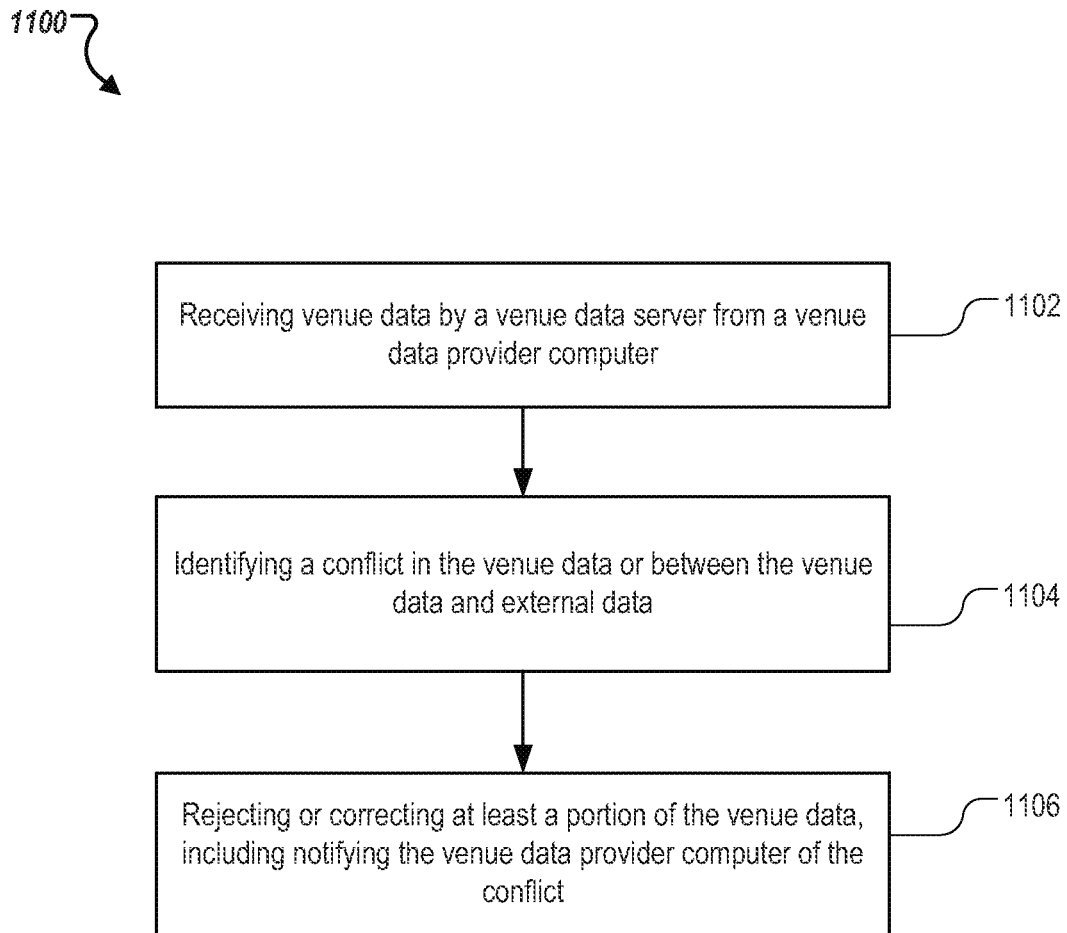 1100
Receiving venue data by a venue data server from a venue
data provider computer
1102
Identifying a conflict in the venue data or between the venue
data and external data
1104
Rejecting or correcting at least a portion of the venue data,
including notifying the venue data provider computer of the
conflict
1106